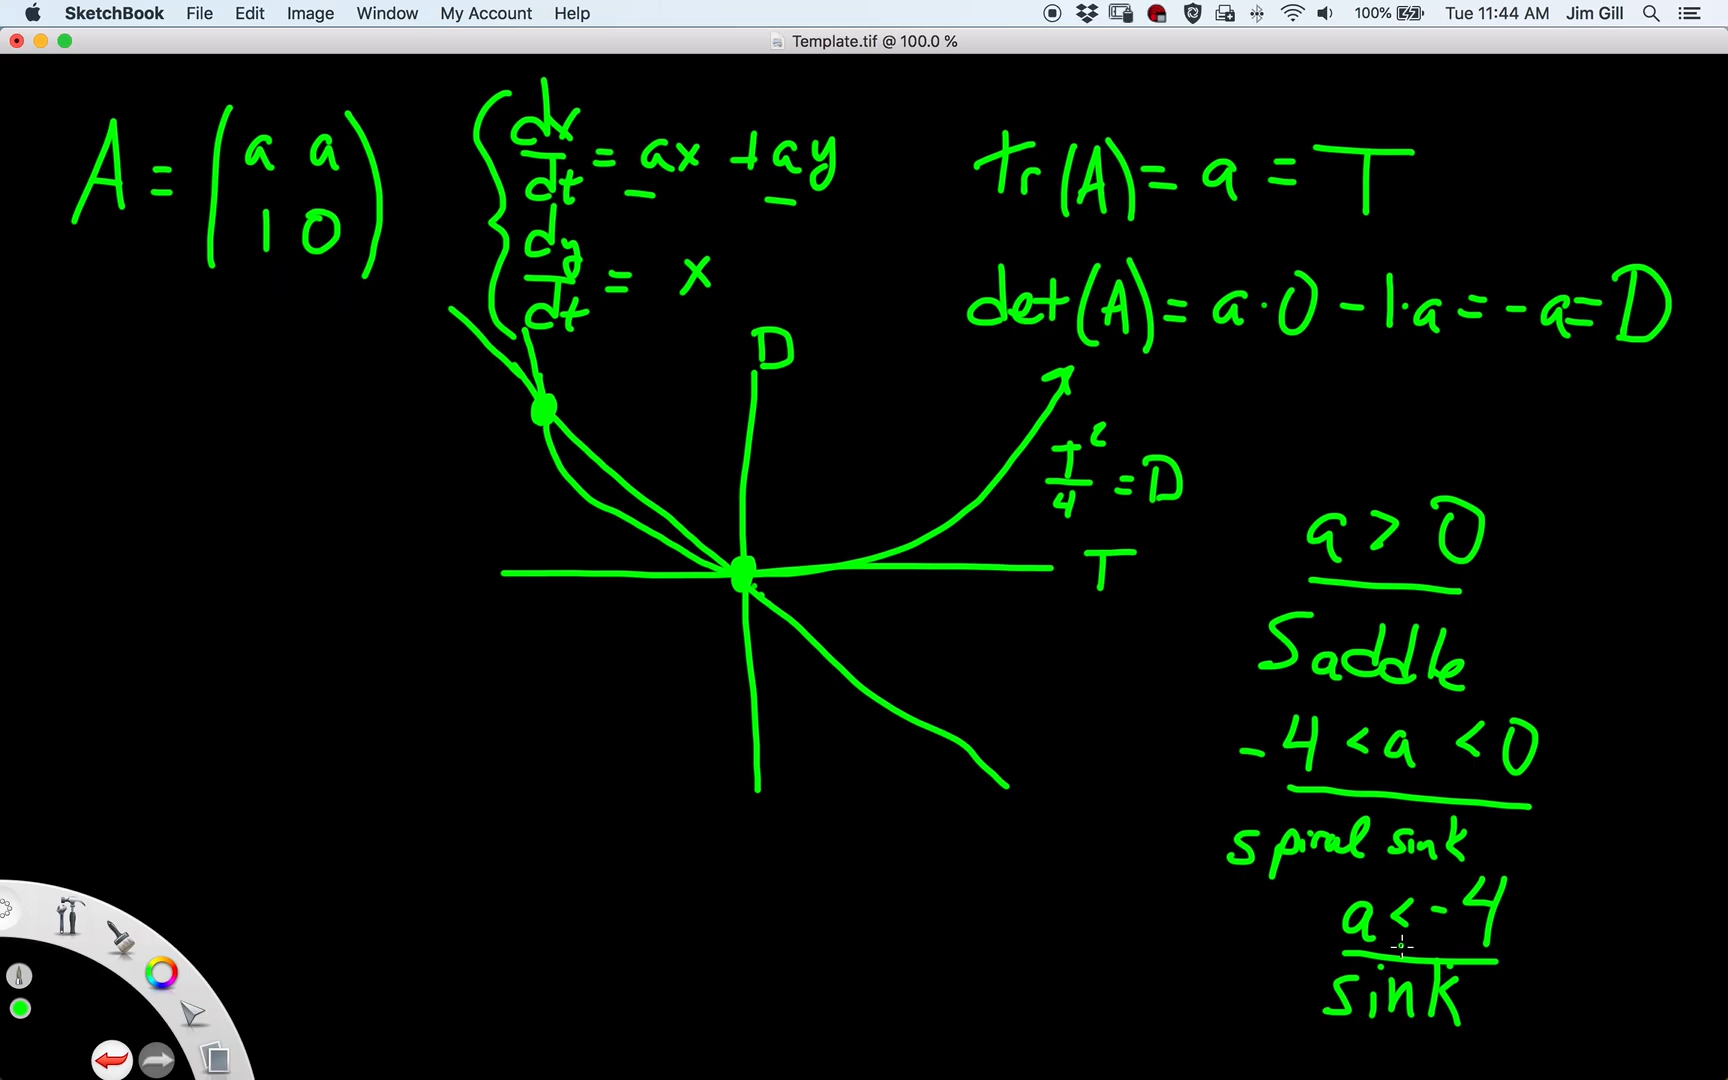 SketchBook File Edit Image Window My Account Help 100% Tue 11:44 AM Jim Gill
Template.tif @ 100.0 %
A = ( a a
1 0 )
{ dx/dt = ax + ay
dy/dt = x
tr(A) = a = T
det(A) = a·0 - 1·a = -a = D
D
T²/4 = D
T
a > 0
Saddle
-4 < a < 0
spiral sink
a < -4
sink